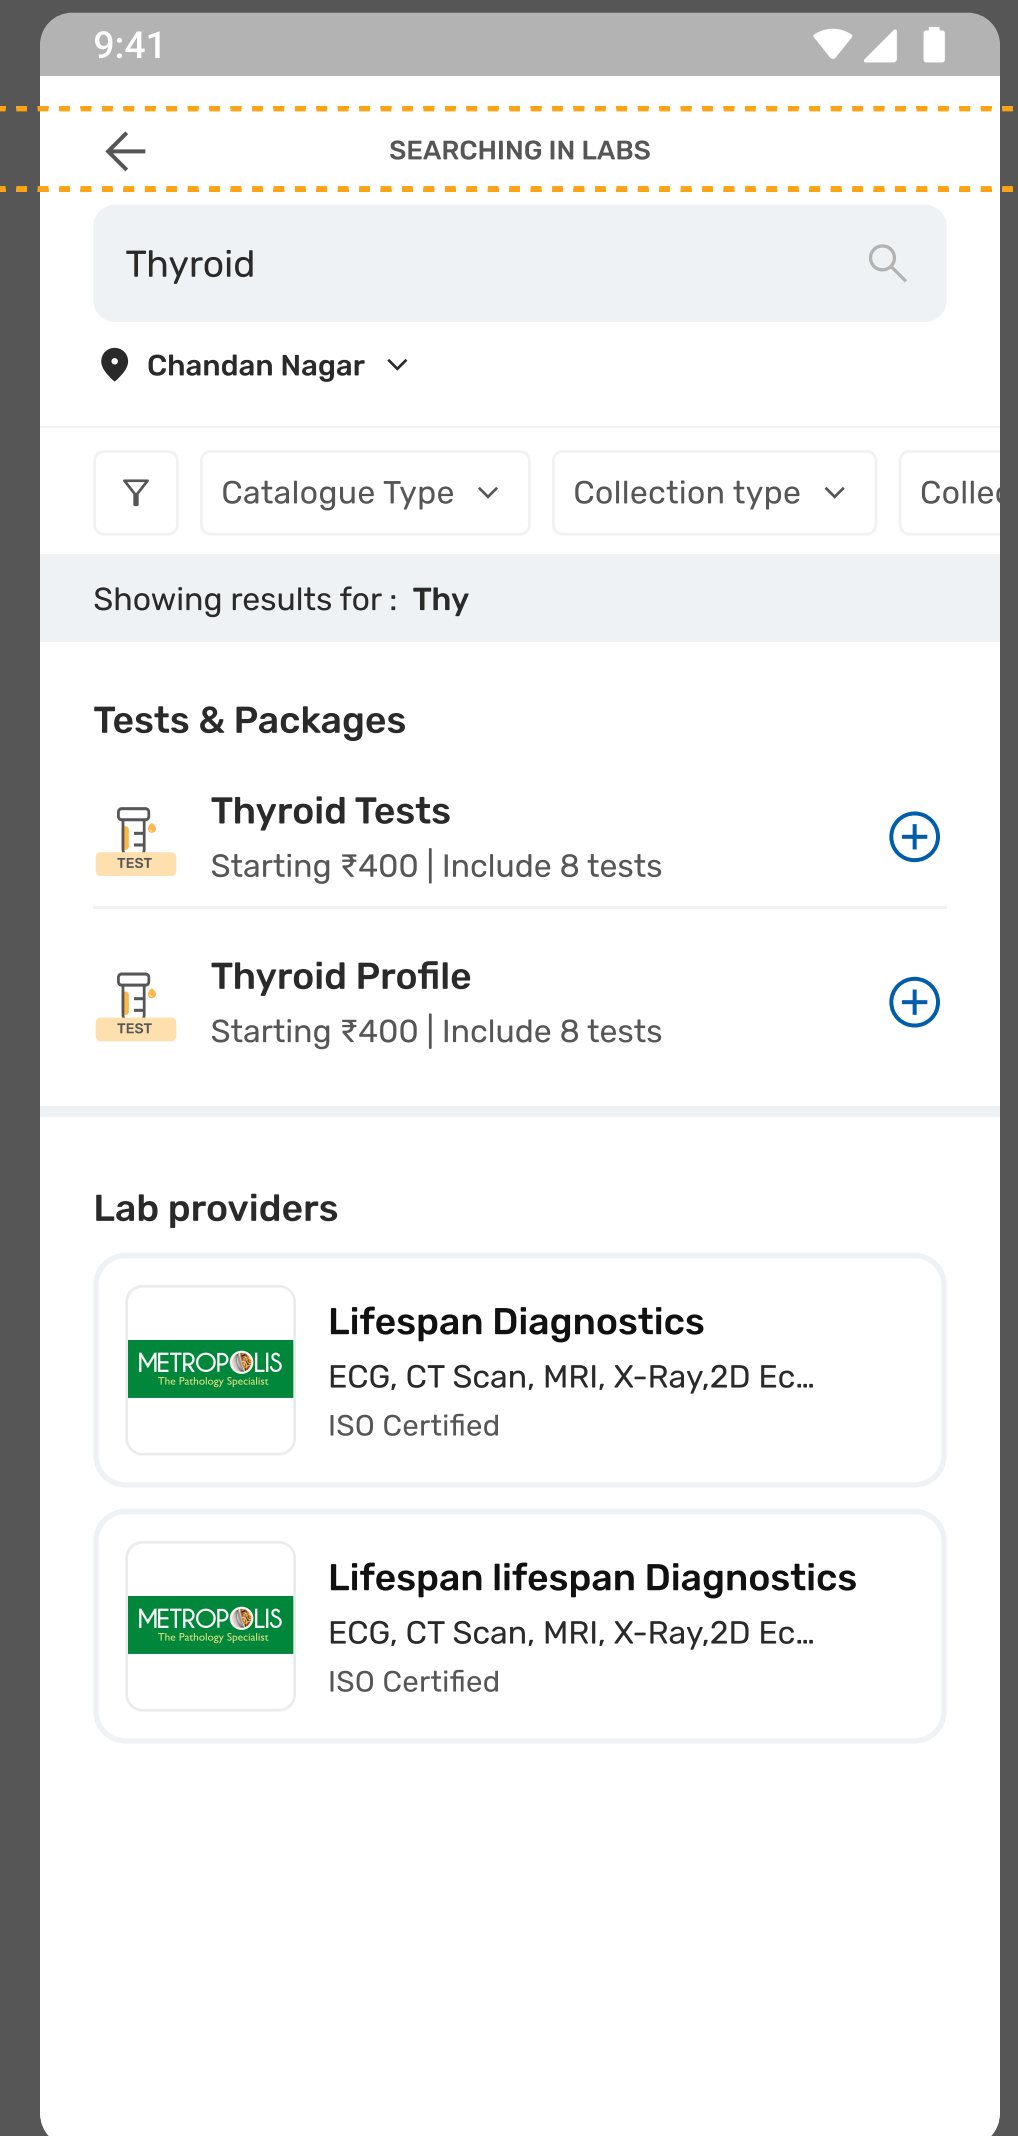 9:41
SEARCHING IN LABS
Thyroid
Chandan Nagar
Catalogue Type
Collection type
Collec
Showing results for : Thy
Tests & Packages
Thyroid Tests
TEST
Starting ₹400 | Include 8 tests
Thyroid Profile
TEST
Starting ₹400 | Include 8 tests
Lab providers
Lifespan Diagnostics
METROPOLIS
The Pathology Specialist
ECG, CT Scan, MRI, X-Ray,2D Ec...
ISO Certified
Lifespan lifespan Diagnostics
METROPOLIS
The Pathology Specialist
ECG, CT Scan, MRI, X-Ray,2D Ec...
ISO Certified